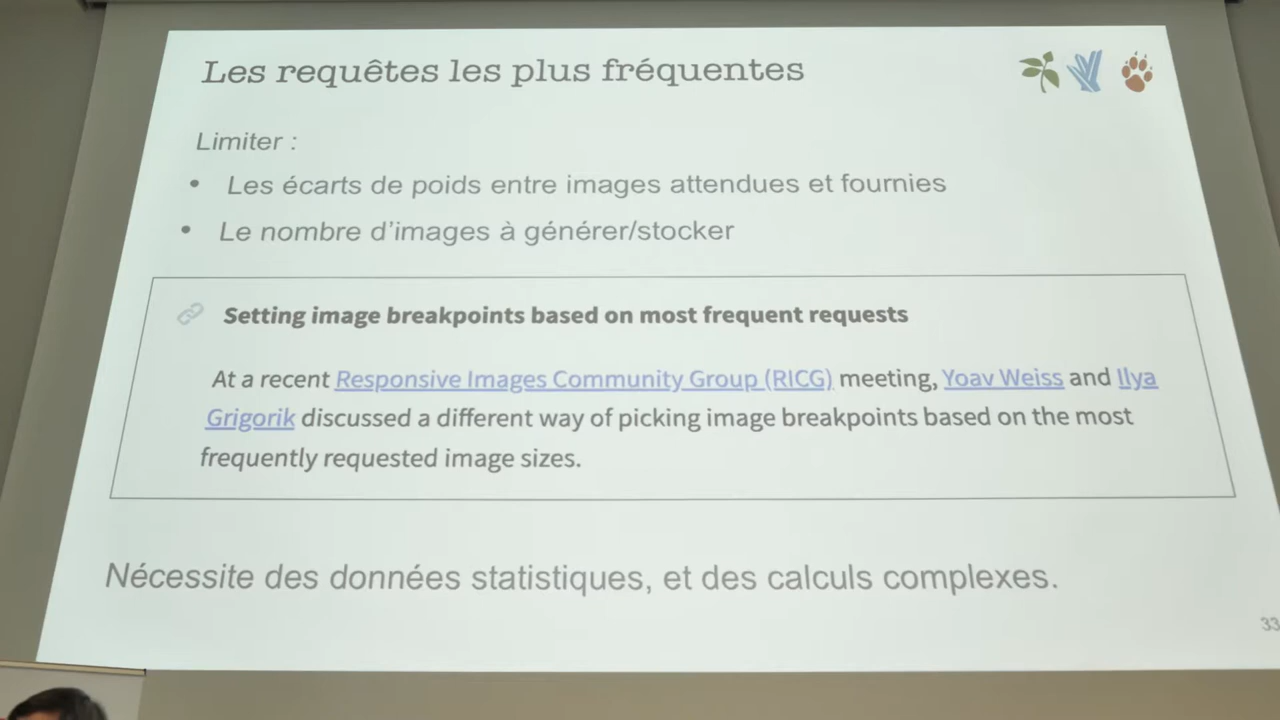 Les requêtes les plus fréquentes
Limiter :
• Les écarts de poids entre images attendues et fournies
• Le nombre d'images à générer/stocker
Setting image breakpoints based on most frequent requests
At a recent Responsive Images Community Group (RICG) meeting, Yoav Weiss and Ilya
Grigorik discussed a different way of picking image breakpoints based on the most
frequently requested image sizes.
Nécessite des données statistiques, et des calculs complexes.
33